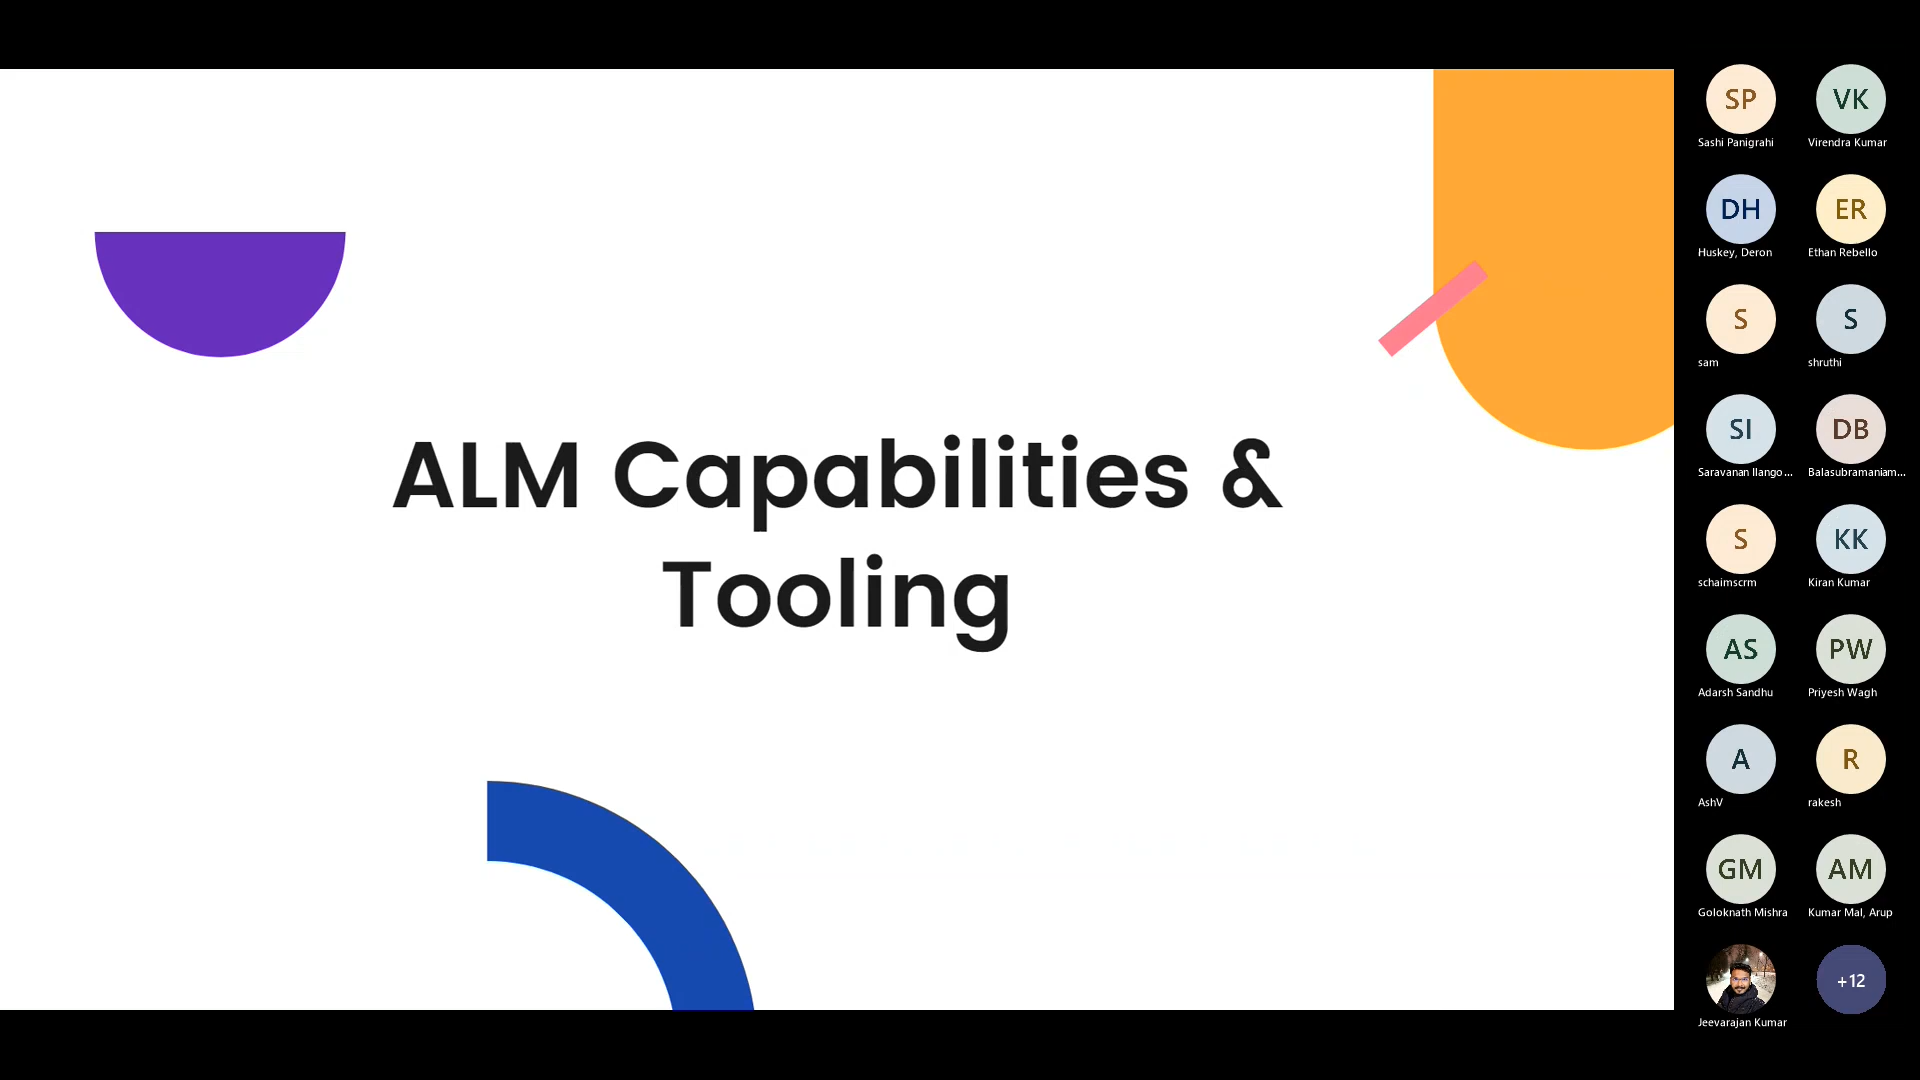 ALM Capabilities &
Tooling
SP VK
Sashi Panigrahi Virendra Kumar
DH ER
Huskey, Deron Ethan Rebello
S S
sam shruthi
SI DB
Saravanan Ilango... Balasubramaniam...
S KK
schaimscrm Kiran Kumar
AS PW
Adarsh Sandhu Priyesh Wagh
A R
AshV rakesh
GM AM
Goloknath Mishra Kumar Mal, Arup
+12
Jeevarajan Kumar